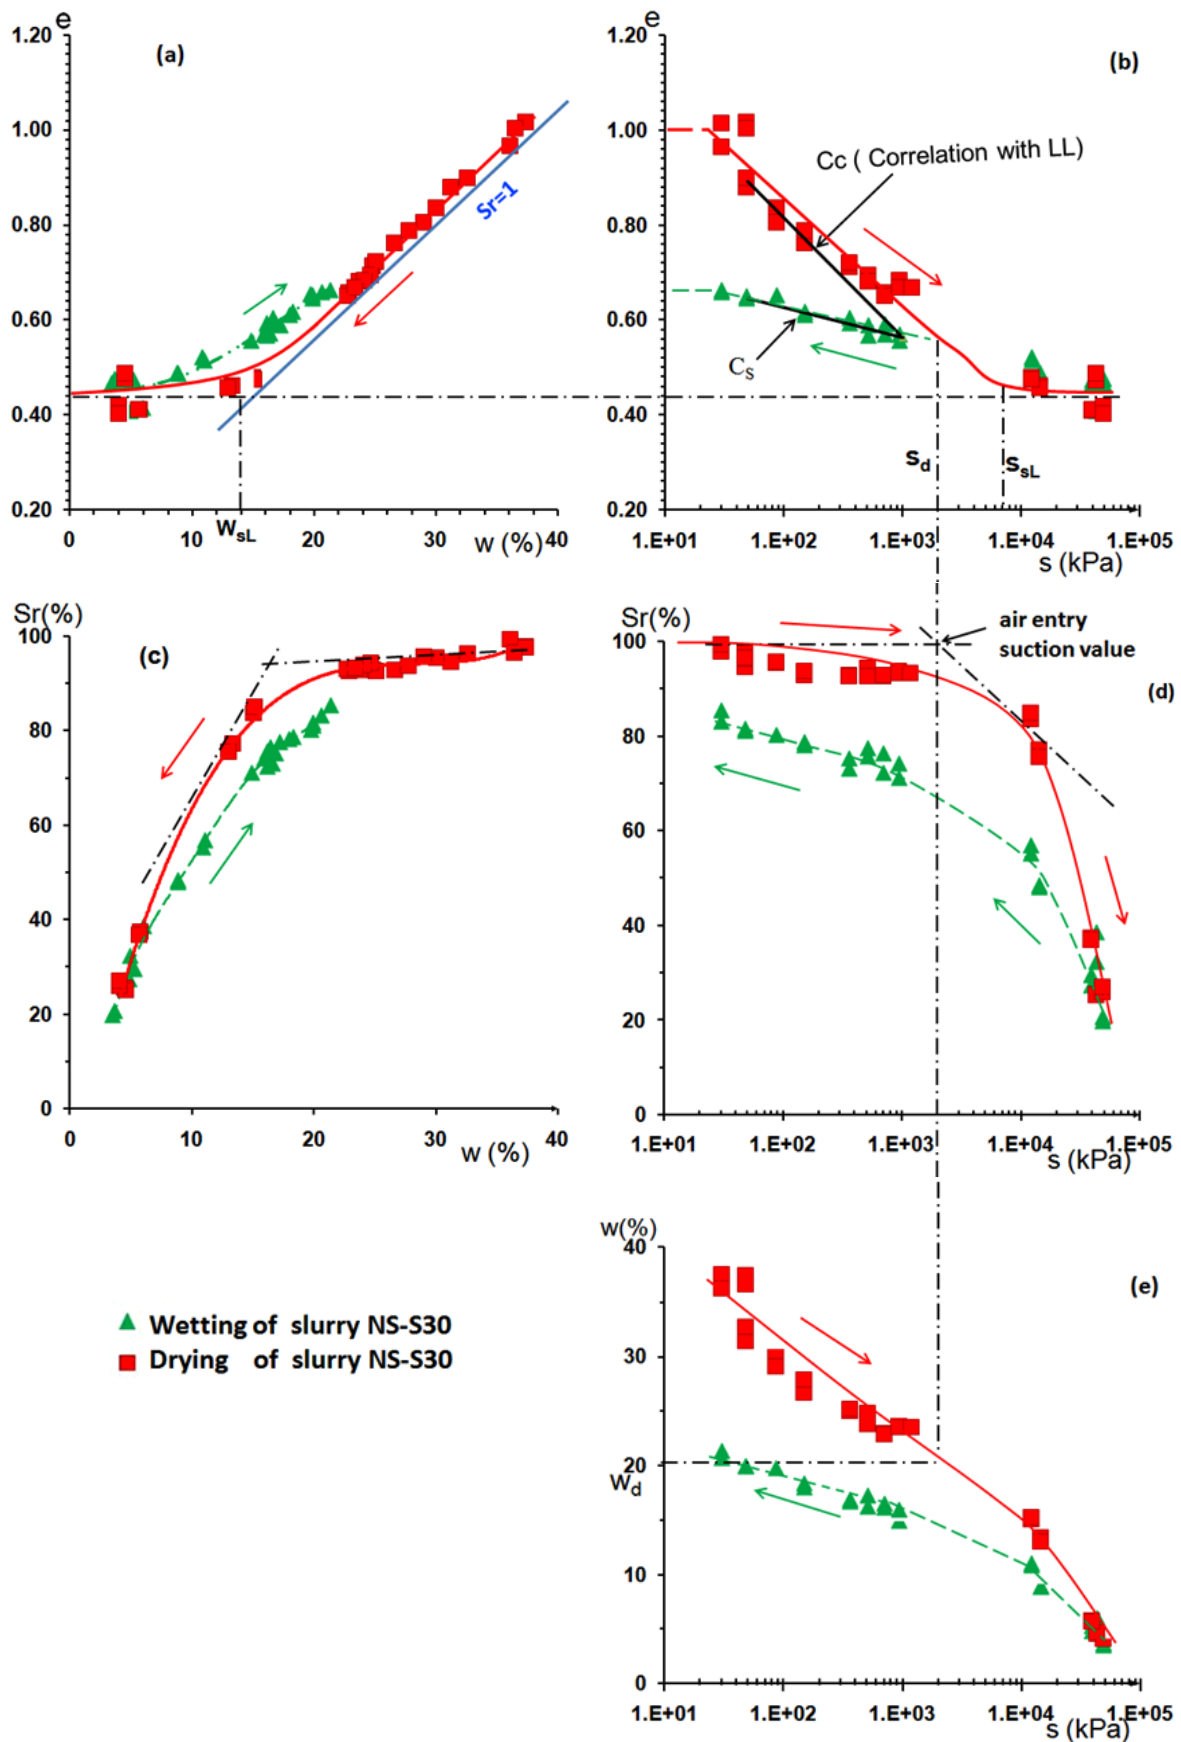 e
1.20
(a)
1.00
0.80
Sr=1
0.60
0.40
0.20
WsL
0
10
20
30
40
w (%)
e
1.20
(b)
1.00
Cc ( Correlation with LL)
0.80
0.60
Cs
0.40
sd
ssL
0.20
1.E+01
1.E+02
1.E+03
1.E+04
1.E+05
s (kPa)
Sr(%)
100
(c)
80
60
40
20
0
0
10
20
30
40
w (%)
Sr(%)
100
air entry
suction value
(d)
80
60
40
20
0
1.E+01
1.E+02
1.E+03
1.E+04
1.E+05
s (kPa)
Wetting of slurry NS-S30
Drying of slurry NS-S30
w(%)
40
(e)
30
20
wd
10
0
1.E+01
1.E+02
1.E+03
1.E+04
1.E+05
s (kPa)